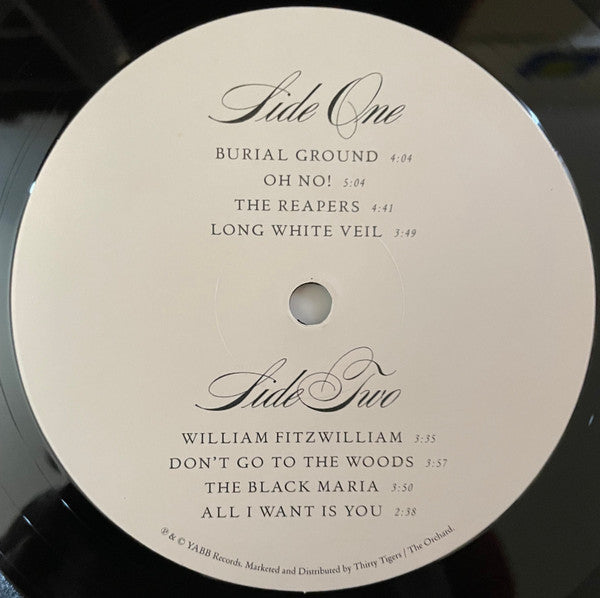 Side One
BURIAL GROUND 4:04
OH NO! 5:04
THE REAPERS 4:41
LONG WHITE VEIL 3:49
Side Two
WILLIAM FITZWILLIAM 3:35
DON'T GO TO THE WOODS 3:57
THE BLACK MARIA 3:50
ALL I WANT IS YOU 2:38
℗ & © YABB Records. Marketed and Distributed by Thirty Tigers / The Orchard.